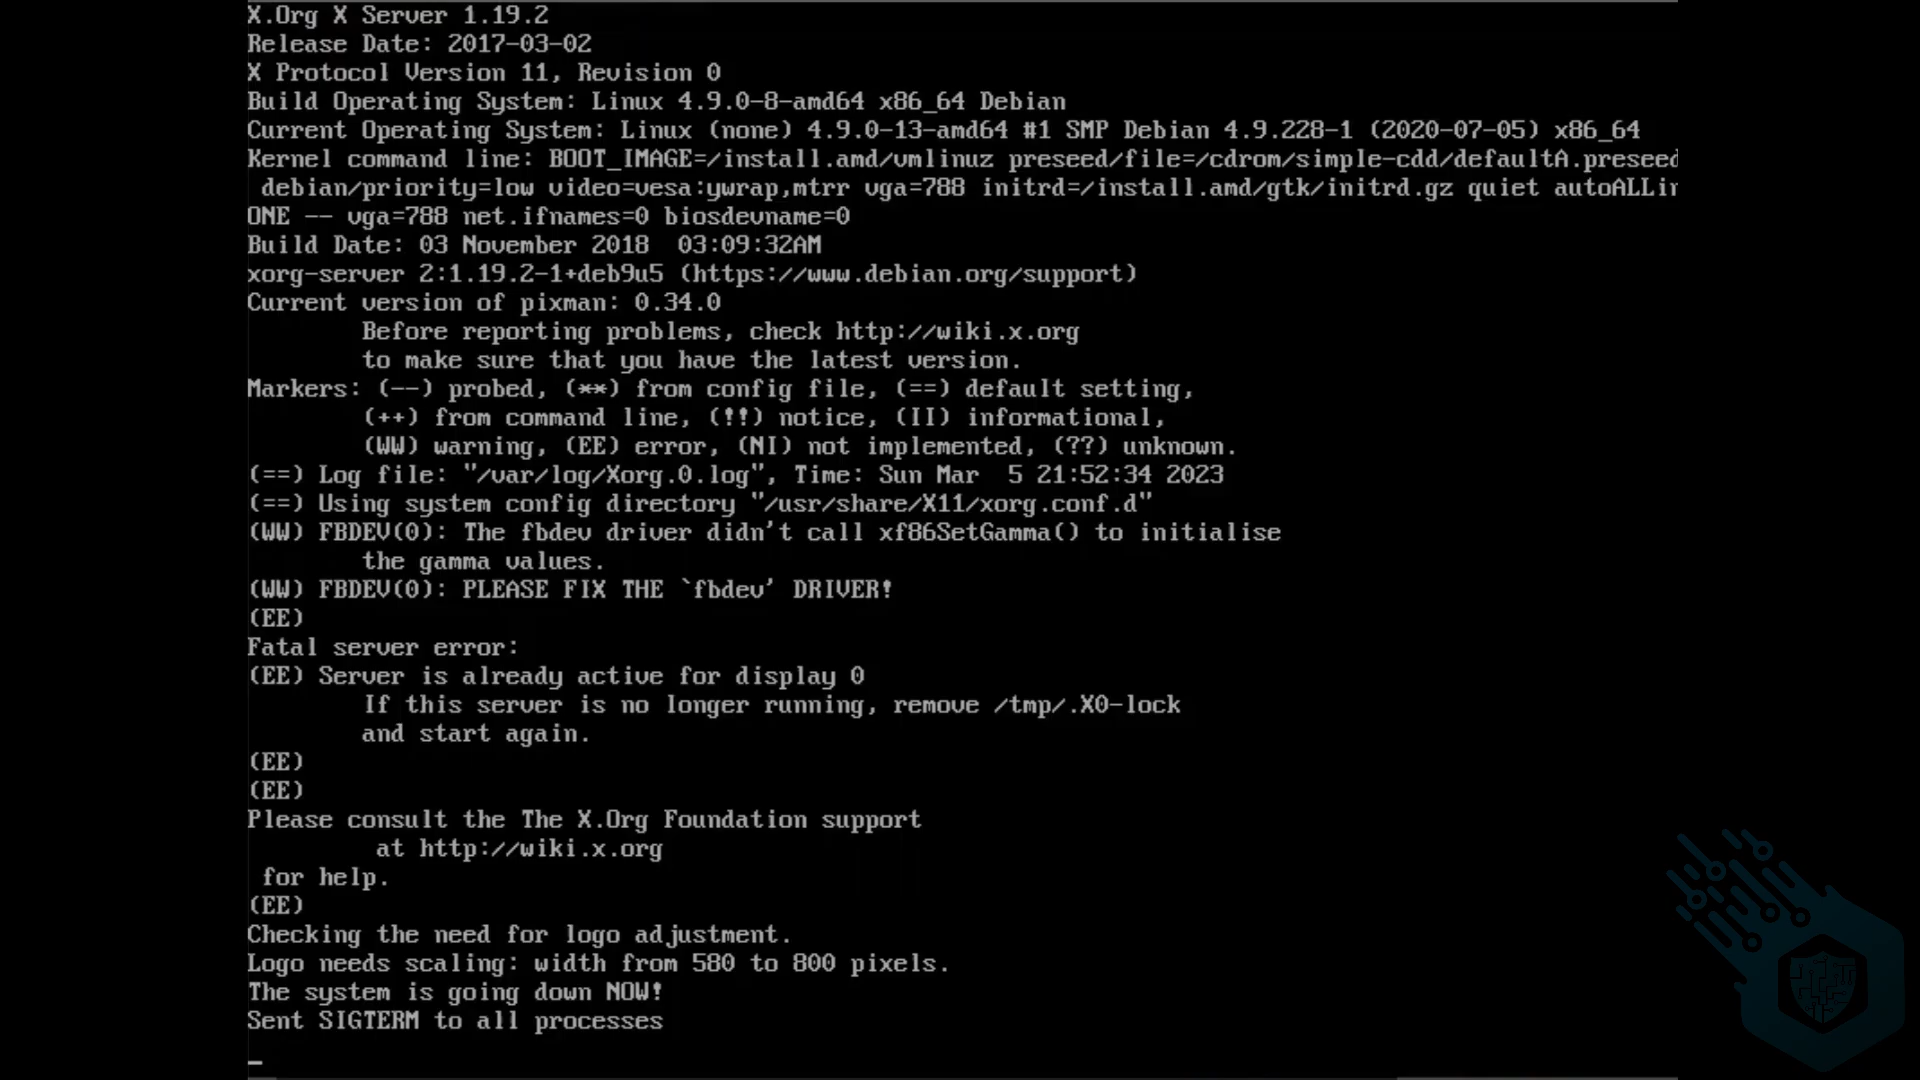 X.Org X Server 1.19.2
Release Date: 2017-03-02
X Protocol Version 11, Revision 0
Build Operating System: Linux 4.9.0-8-amd64 x86_64 Debian
Current Operating System: Linux (none) 4.9.0-13-amd64 #1 SMP Debian 4.9.228-1 (2020-07-05) x86_64
Kernel command line: BOOT_IMAGE=/install.amd/vmlinuz preseed/file=/cdrom/simple-cdd/defaultA.preseed
 debian/priority=low video=vesa:ywrap,mtrr vga=788 initrd=/install.amd/gtk/initrd.gz quiet autoALLin
ONE -- vga=788 net.ifnames=0 biosdevname=0
Build Date: 03 November 2018  03:09:32AM
xorg-server 2:1.19.2-1+deb9u5 (https://www.debian.org/support)
Current version of pixman: 0.34.0
        Before reporting problems, check http://wiki.x.org
        to make sure that you have the latest version.
Markers: (--) probed, (**) from config file, (==) default setting,
        (++) from command line, (!!) notice, (II) informational,
        (WW) warning, (EE) error, (NI) not implemented, (??) unknown.
(==) Log file: "/var/log/Xorg.0.log", Time: Sun Mar  5 21:52:34 2023
(==) Using system config directory "/usr/share/X11/xorg.conf.d"
(WW) FBDEV(0): The fbdev driver didn't call xf86SetGamma() to initialise
        the gamma values.
(WW) FBDEV(0): PLEASE FIX THE `fbdev' DRIVER!
(EE)
Fatal server error:
(EE) Server is already active for display 0
        If this server is no longer running, remove /tmp/.X0-lock
        and start again.
(EE)
(EE)
Please consult the The X.Org Foundation support
         at http://wiki.x.org
 for help.
(EE)
Checking the need for logo adjustment.
Logo needs scaling: width from 580 to 800 pixels.
The system is going down NOW!
Sent SIGTERM to all processes